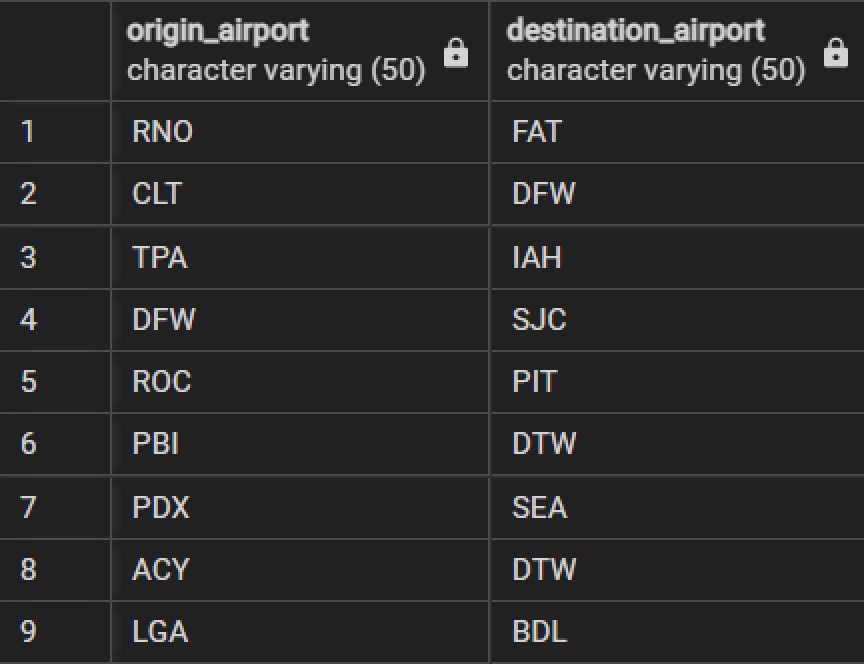 origin_airport destination_airport
character varying (50) character varying (50)
1 RNO FAT
2 CLT DFW
3 TPA IAH
4 DFW SJC
5 ROC PIT
6 PBI DTW
7 PDX SEA
8 ACY DTW
9 LGA BDL